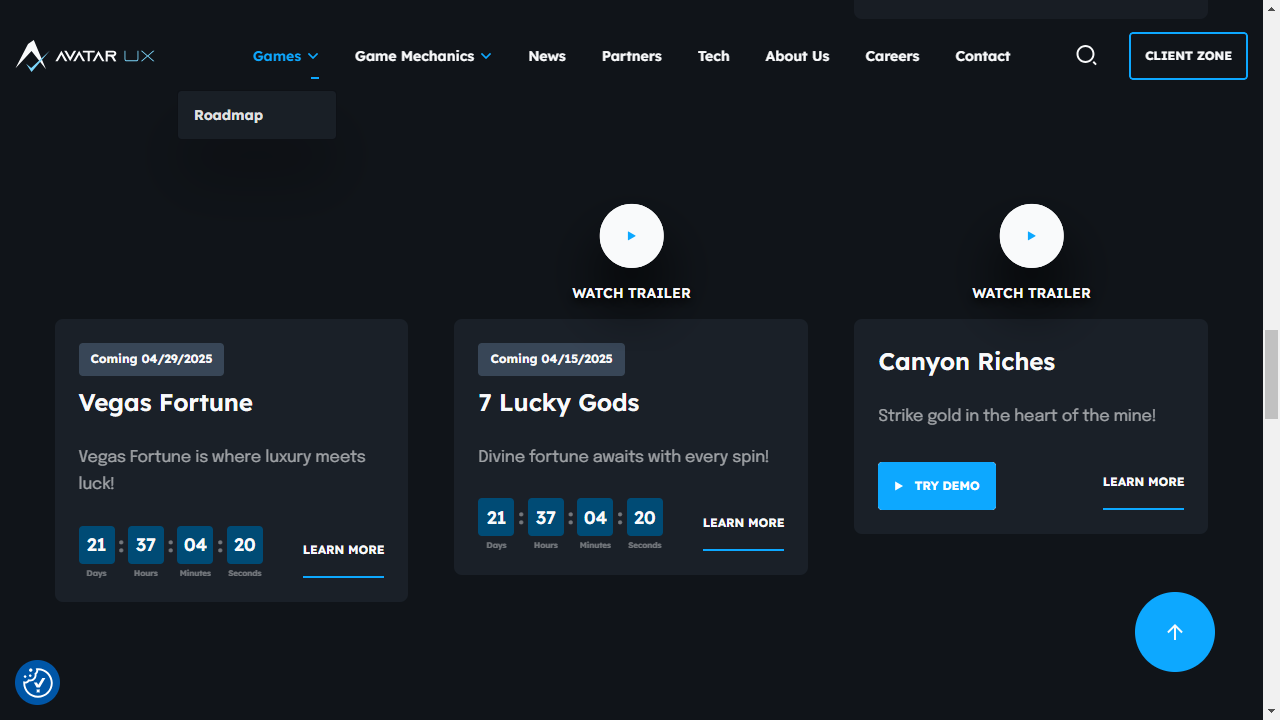 AVATAR UX
Games
Game Mechanics
News
Partners
Tech
About Us
Careers
Contact
CLIENT ZONE
Roadmap
WATCH TRAILER
WATCH TRAILER
Coming 04/29/2025
Vegas Fortune
Vegas Fortune is where luxury meets
luck!
21 : 37 : 04 : 20
Days Hours Minutes Seconds
LEARN MORE
Coming 04/15/2025
7 Lucky Gods
Divine fortune awaits with every spin!
21 : 37 : 04 : 20
Days Hours Minutes Seconds
LEARN MORE
Canyon Riches
Strike gold in the heart of the mine!
TRY DEMO
LEARN MORE